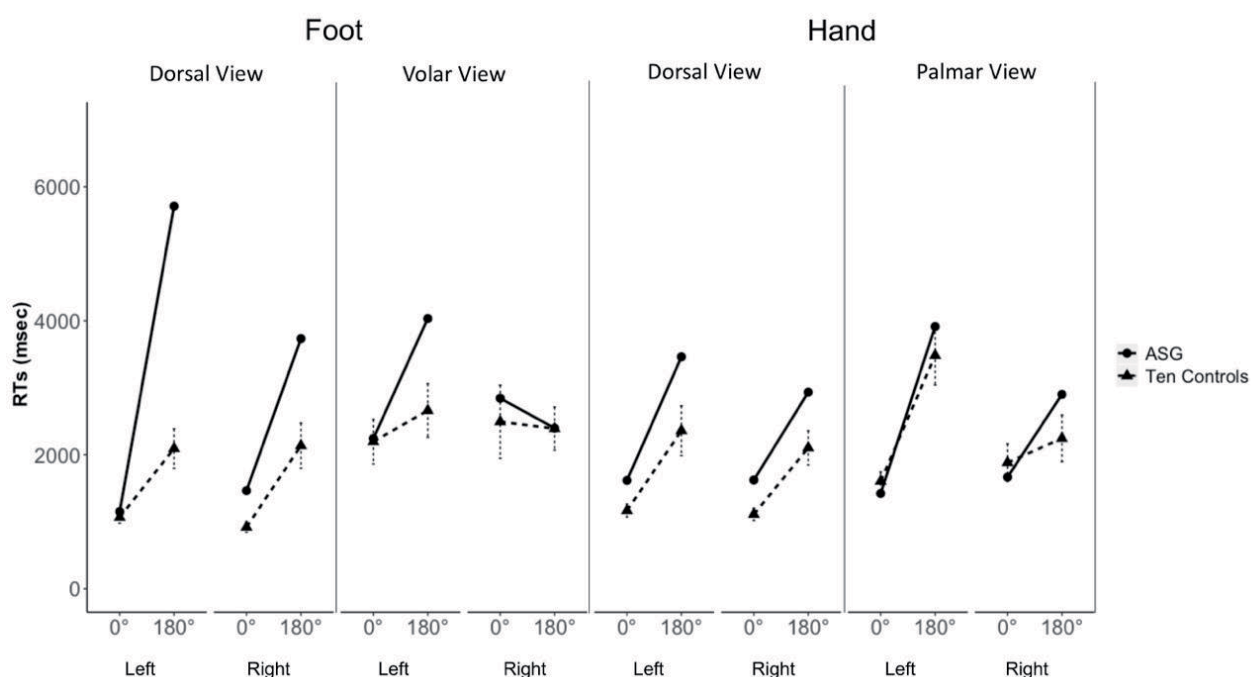 Foot Hand
Dorsal View Volar View Dorsal View Palmar View
6000
4000
2000
0
RTs (msec)
ASG
Ten Controls
0° 180° 0° 180° 0° 180° 0° 180° 0° 180° 0° 180° 0° 180° 0° 180°
Left Right Left Right Left Right Left Right